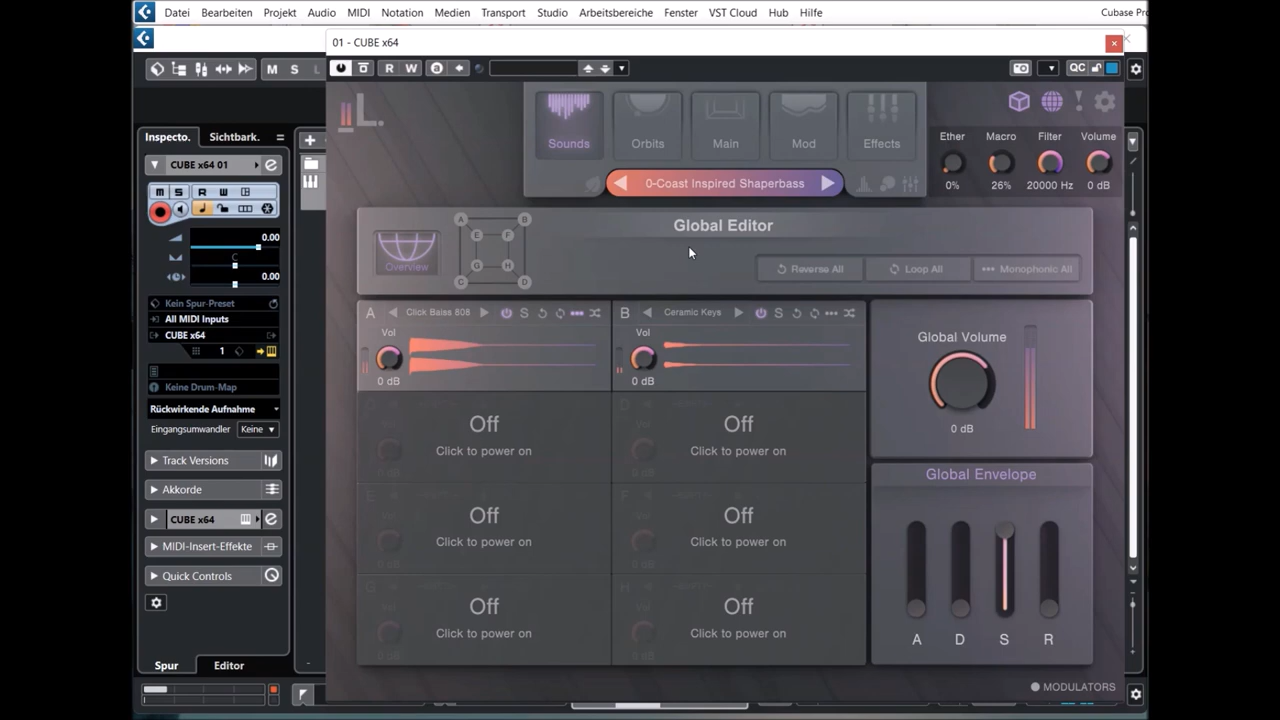 Datei Bearbeiten Projekt Audio MIDI Notation Medien Transport Studio Arbeitsbereiche Fenster VST Cloud Hub Hilfe Cubase Pro
01 - CUBE x64
M S L R W a QC
L.
Sounds Orbits Main Mod Effects
Ether Macro Filter Volume
0% 26% 20000 Hz 0 dB
0-Coast Inspired Shaperbass
Inspecto. Sichtbark.
CUBE x64 01
m S R W
0.00
C
0.00
Kein Spur-Preset
All MIDI Inputs
CUBE x64
1
Keine Drum-Map
Rückwirkende Aufnahme
Eingangsumwandler Keine
Track Versions
Akkorde
CUBE x64
MIDI-Insert-Effekte
Quick Controls
Spur Editor
Global Editor
Overview
A B
E F
G H
C D
Reverse All Loop All Monophonic All
A Click Balss 808 S
Vol
0 dB
B Ceramic Keys S
Vol
0 dB
Off Off
Click to power on Click to power on
Off Off
Click to power on Click to power on
Off Off
Click to power on Click to power on
Global Volume
0 dB
Global Envelope
A D S R
MODULATORS